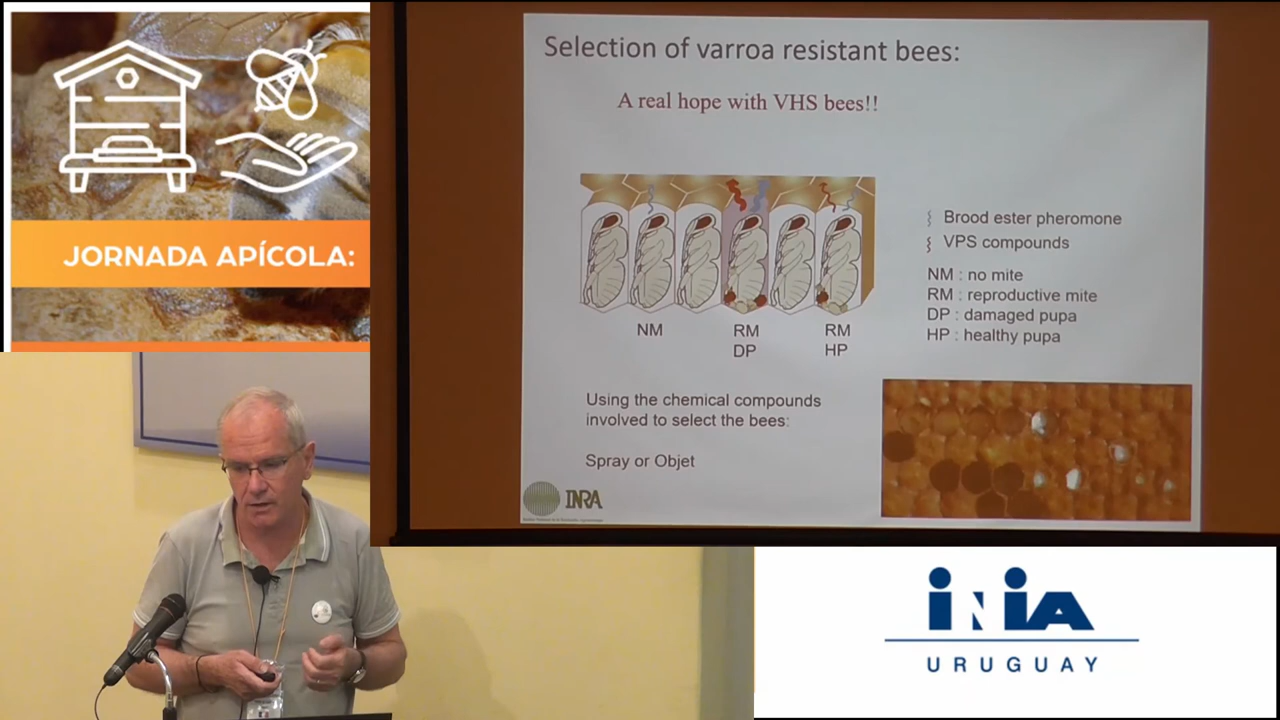 JORNADA APÍCOLA:
Selection of varroa resistant bees:
A real hope with VHS bees!!
Brood ester pheromone
VPS compounds
NM : no mite
RM : reproductive mite
DP : damaged pupa
HP : healthy pupa
NM
RM
DP
RM
HP
Using the chemical compounds
involved to select the bees:
Spray or Objet
INRA
INIA
URUGUAY